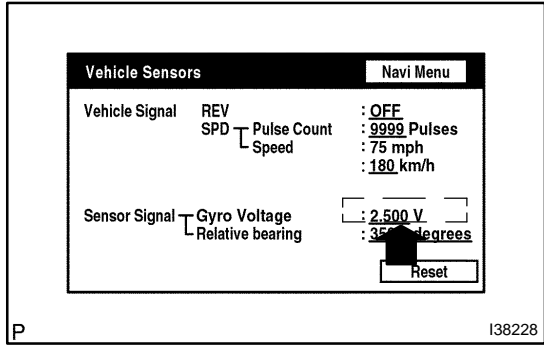 Vehicle Sensors Navi Menu
Vehicle Signal REV : OFF
SPD Pulse Count : 9999 Pulses
Speed : 75 mph
: 180 km/h
Sensor Signal Gyro Voltage : 2.500 V
Relative bearing : degrees
Reset
P I38228